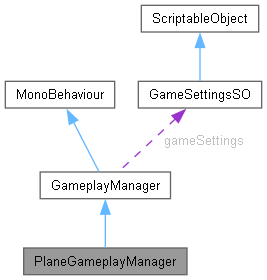 ScriptableObject
MonoBehaviour
GameSettingsSO
gameSettings
GameplayManager
PlaneGameplayManager